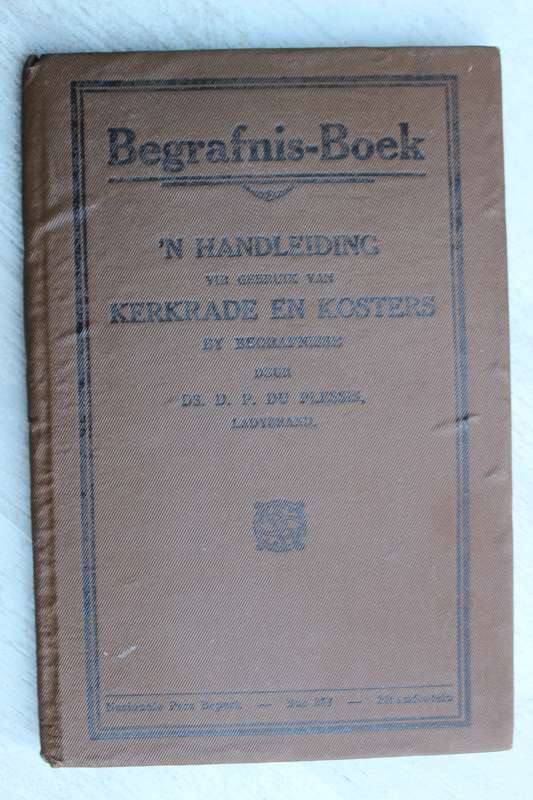 Begrafnis-Boek
'N HANDLEIDING
VIR GEBRUIK VAN
KERKRADE EN KOSTERS
BY BEGRAFNISSE
DEUR
DS. D. P. DU PLESSIS,
LADYBRAND.
Nasionale Pers Beperk — Bus — Bloemfontein